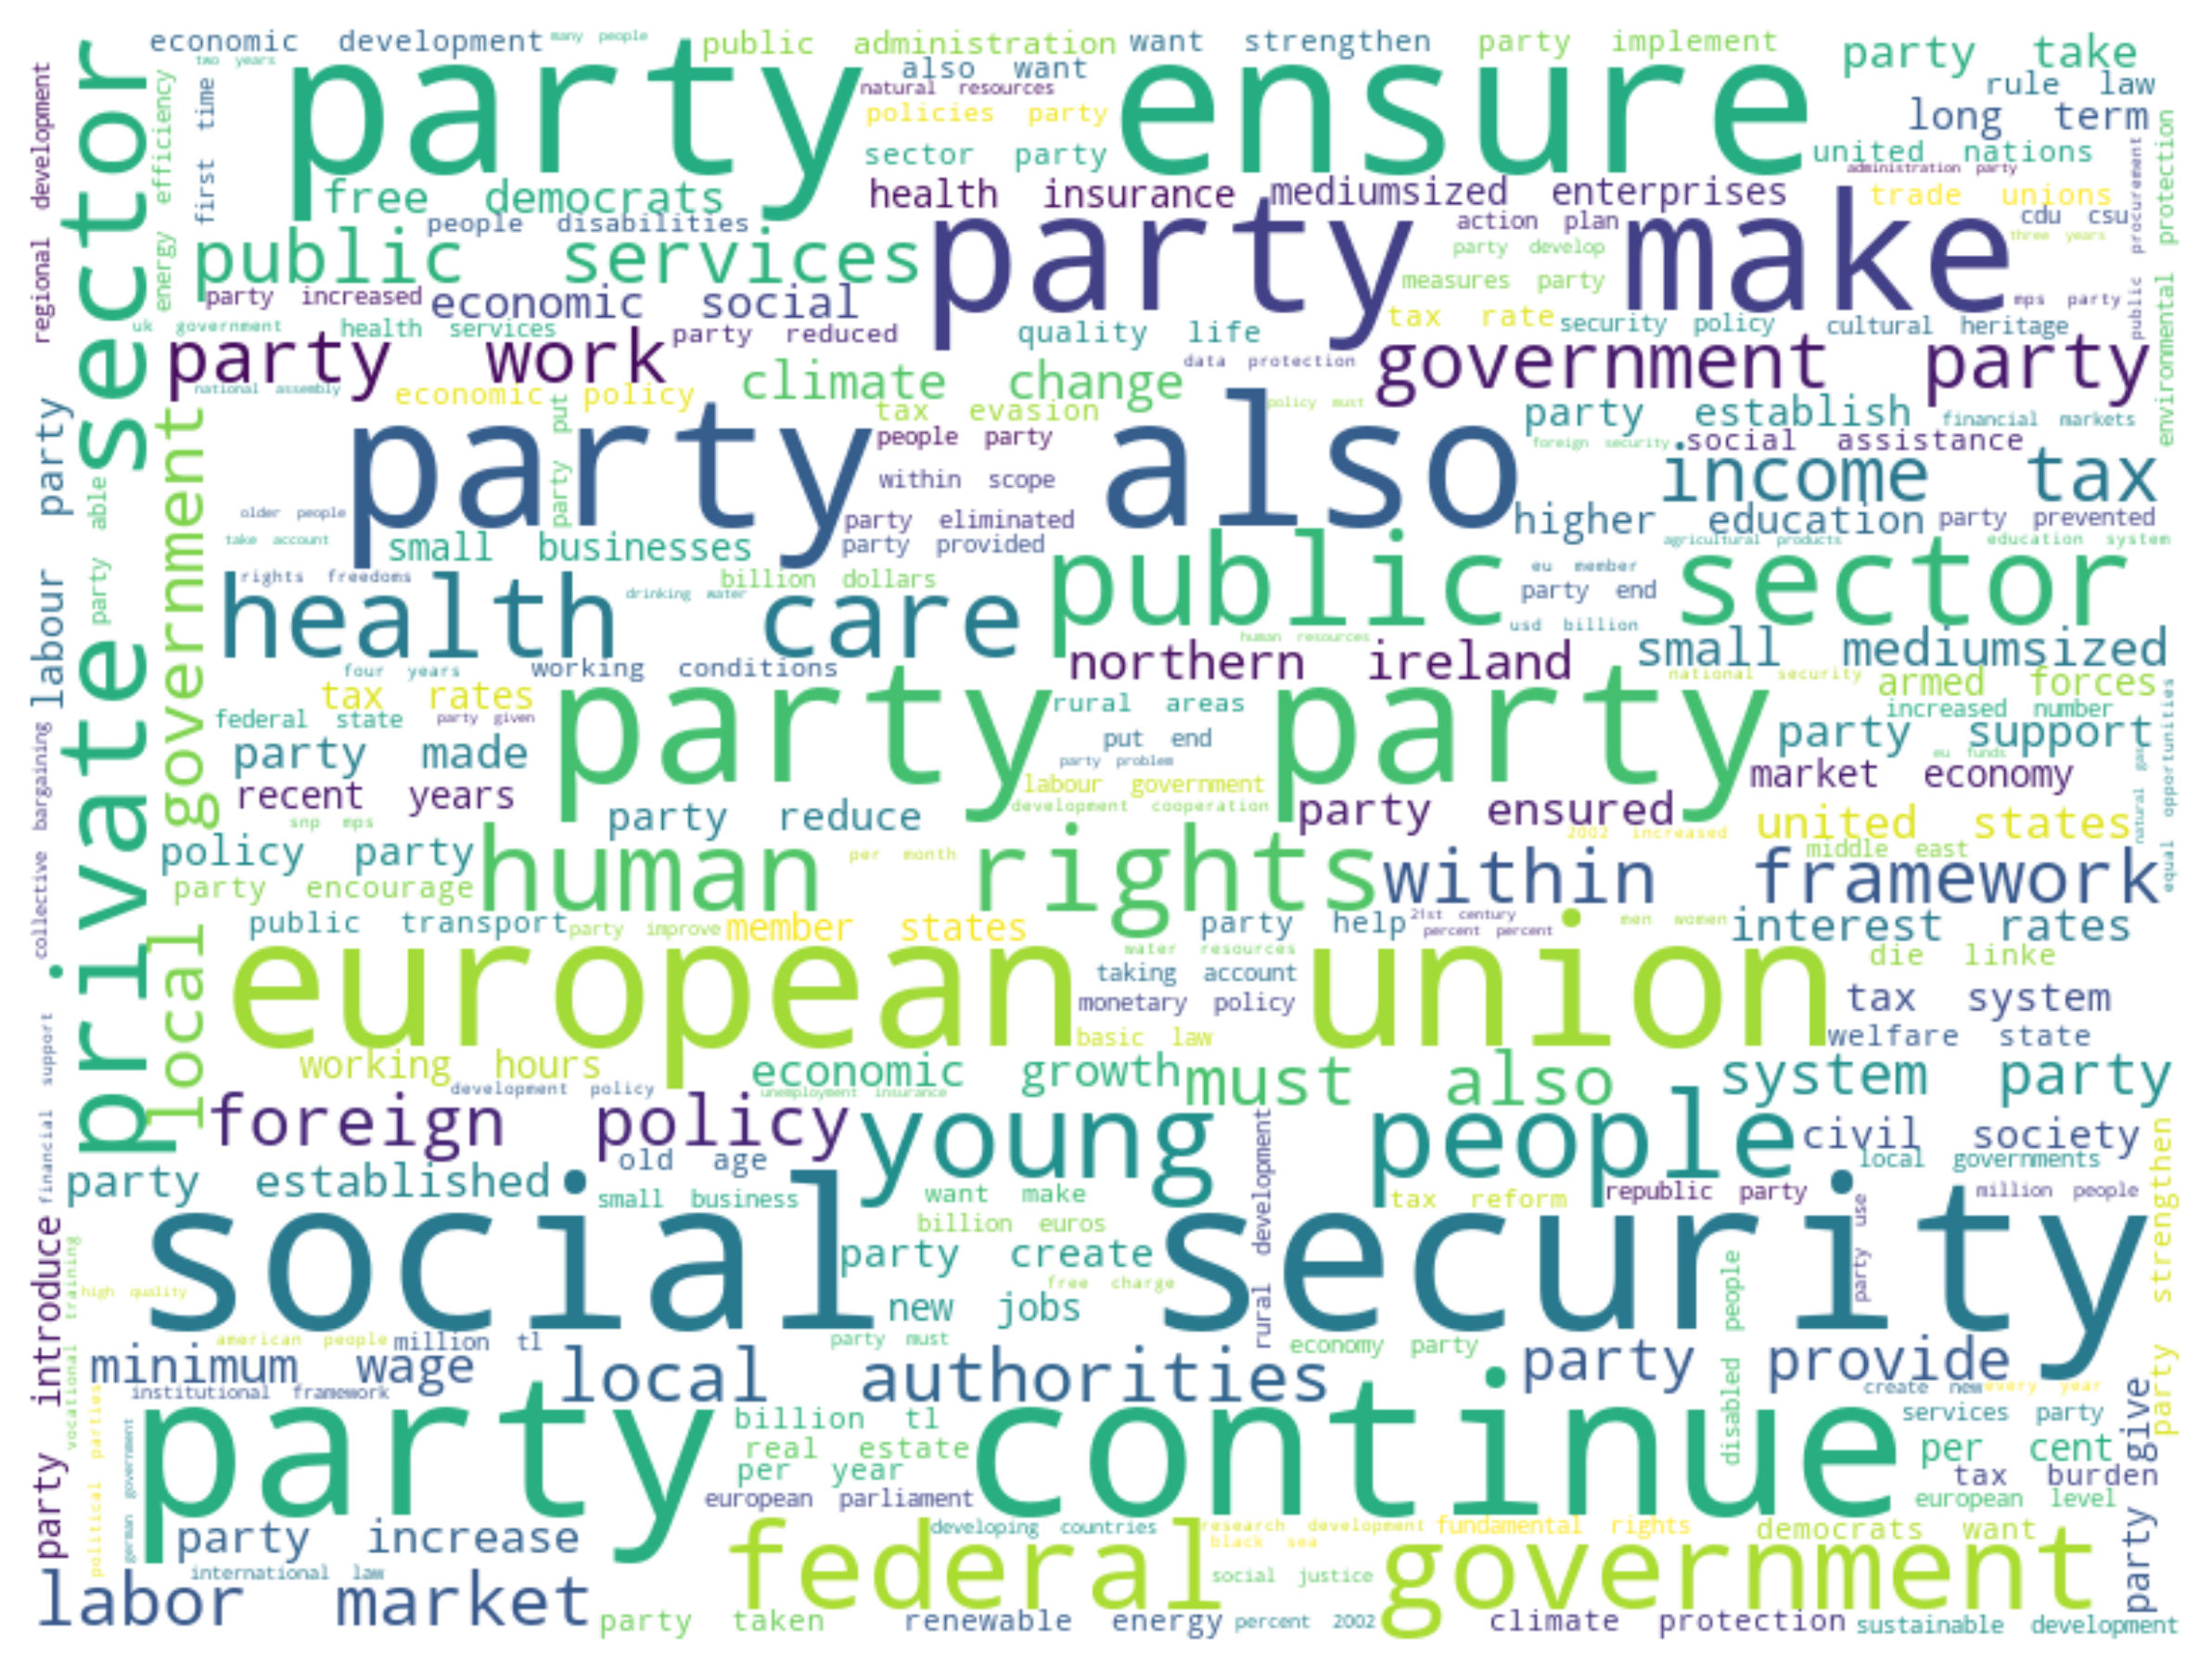 economic development
many people
public administration
want strengthen
party implement
party take
two years
also want
rule law
natural resources
party ensure
policies party
long term
sector party
united nations
administration party
free democrats
health insurance
mediumsized enterprises
trade unions
people disabilities
action plan
cdu csu
three years
party develop
public services
party make
measures party
party increased
economic social
mps party
uk government
health services
party reduced
quality life
tax rate
security policy
cultural heritage
party work
data protection
government party
national assembly
economic policy
climate change
policy must
tax evasion
party establish
financial markets
people party
foreign security
social assistance
party also
within scope
income tax
older people
party eliminated
higher education
party prevented
take account
small businesses
party provided
agricultural products
education system
rights freedoms
billion dollars
public sector
eu member
health care
drinking water
party end
usd billion
human resources
small mediumsized
four years
working conditions
northern ireland
national security
armed forces
tax rates
party party
rural areas
increased number
federal state
party given
party made
put end
party support
party problem
eu funds
recent years
labour government
market economy
development cooperation
snp mps
party reduce
party ensured
united states
2002 increased
policy party
per month
middle east
human rights
within framework
party encourage
public transport
party improve
member states
party help
21st century
percent percent
men women
interest rates
water resources
die linke
european union
taking account
monetary policy
tax system
basic law
welfare state
working hours
economic growth
must also
system party
development policy
unemployment insurance
foreign policy
young people
civil society
old age
local governments
party established
small business
want make
tax reform
republic party
million people
billion euros
social security
party create
free charge
high quality
new jobs
american people
million tl
party must
economy party
minimum wage
local authorities
party provide
institutional framework
create new
every year
party continue
billion tl
services party
real estate
per cent
per year
tax burden
european parliament
european level
party increase
developing countries
research development
fundamental rights
democrats want
black sea
international law
federal government
social justice
labor market
party taken
renewable energy
percent 2002
climate protection
sustainable development
regional development
labour party
collective bargaining
financial support
party introduce
private sector
energy efficiency
first time
party able
local government
party put
vocational training
political parties
german government
rural development
disabled people
party use
public procurement
environmental protection
natural gas
equal opportunities
party strengthen
party give